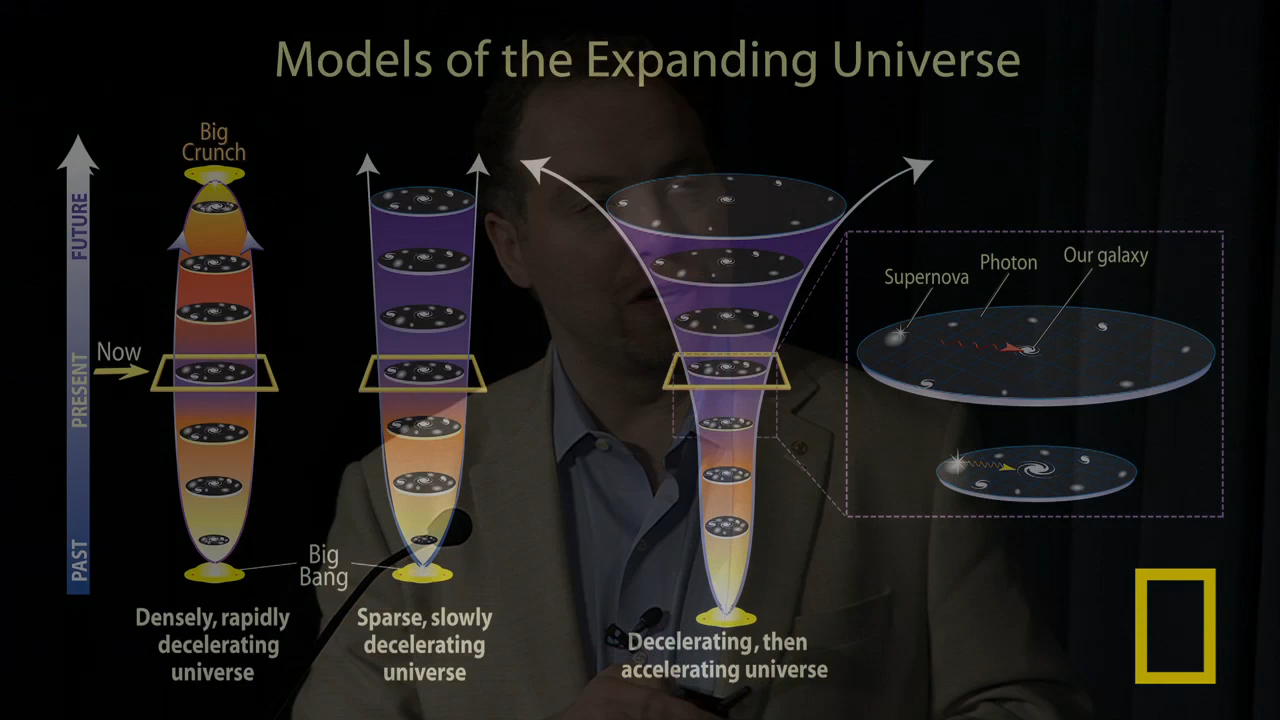 Models of the Expanding Universe
Big
Crunch
FUTURE
PRESENT
PAST
Now
Big
Bang
Supernova
Photon
Our galaxy
Densely, rapidly
decelerating
universe
Sparse, slowly
decelerating
universe
Decelerating, then
accelerating universe